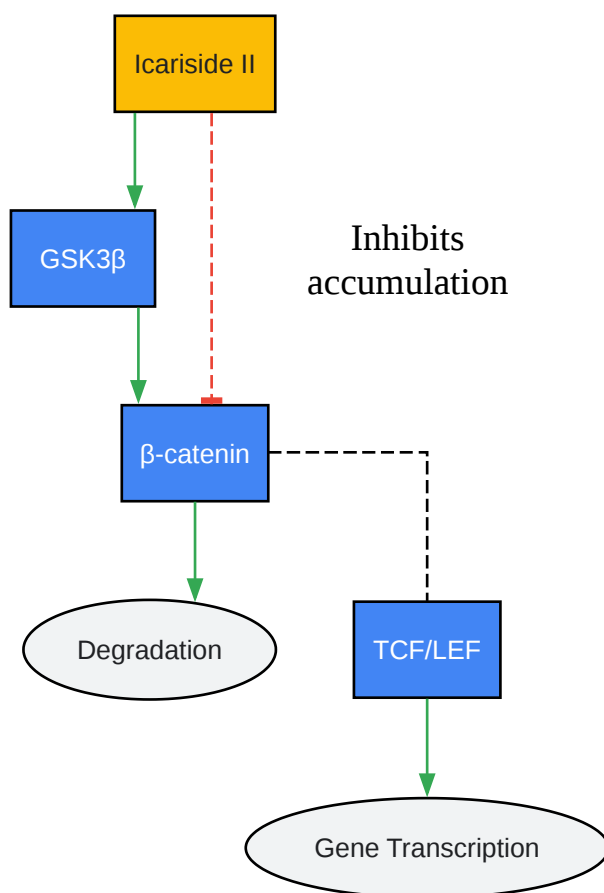 Icariside II
GSK3β
Inhibits
accumulation
β-catenin
Degradation
TCF/LEF
Gene Transcription